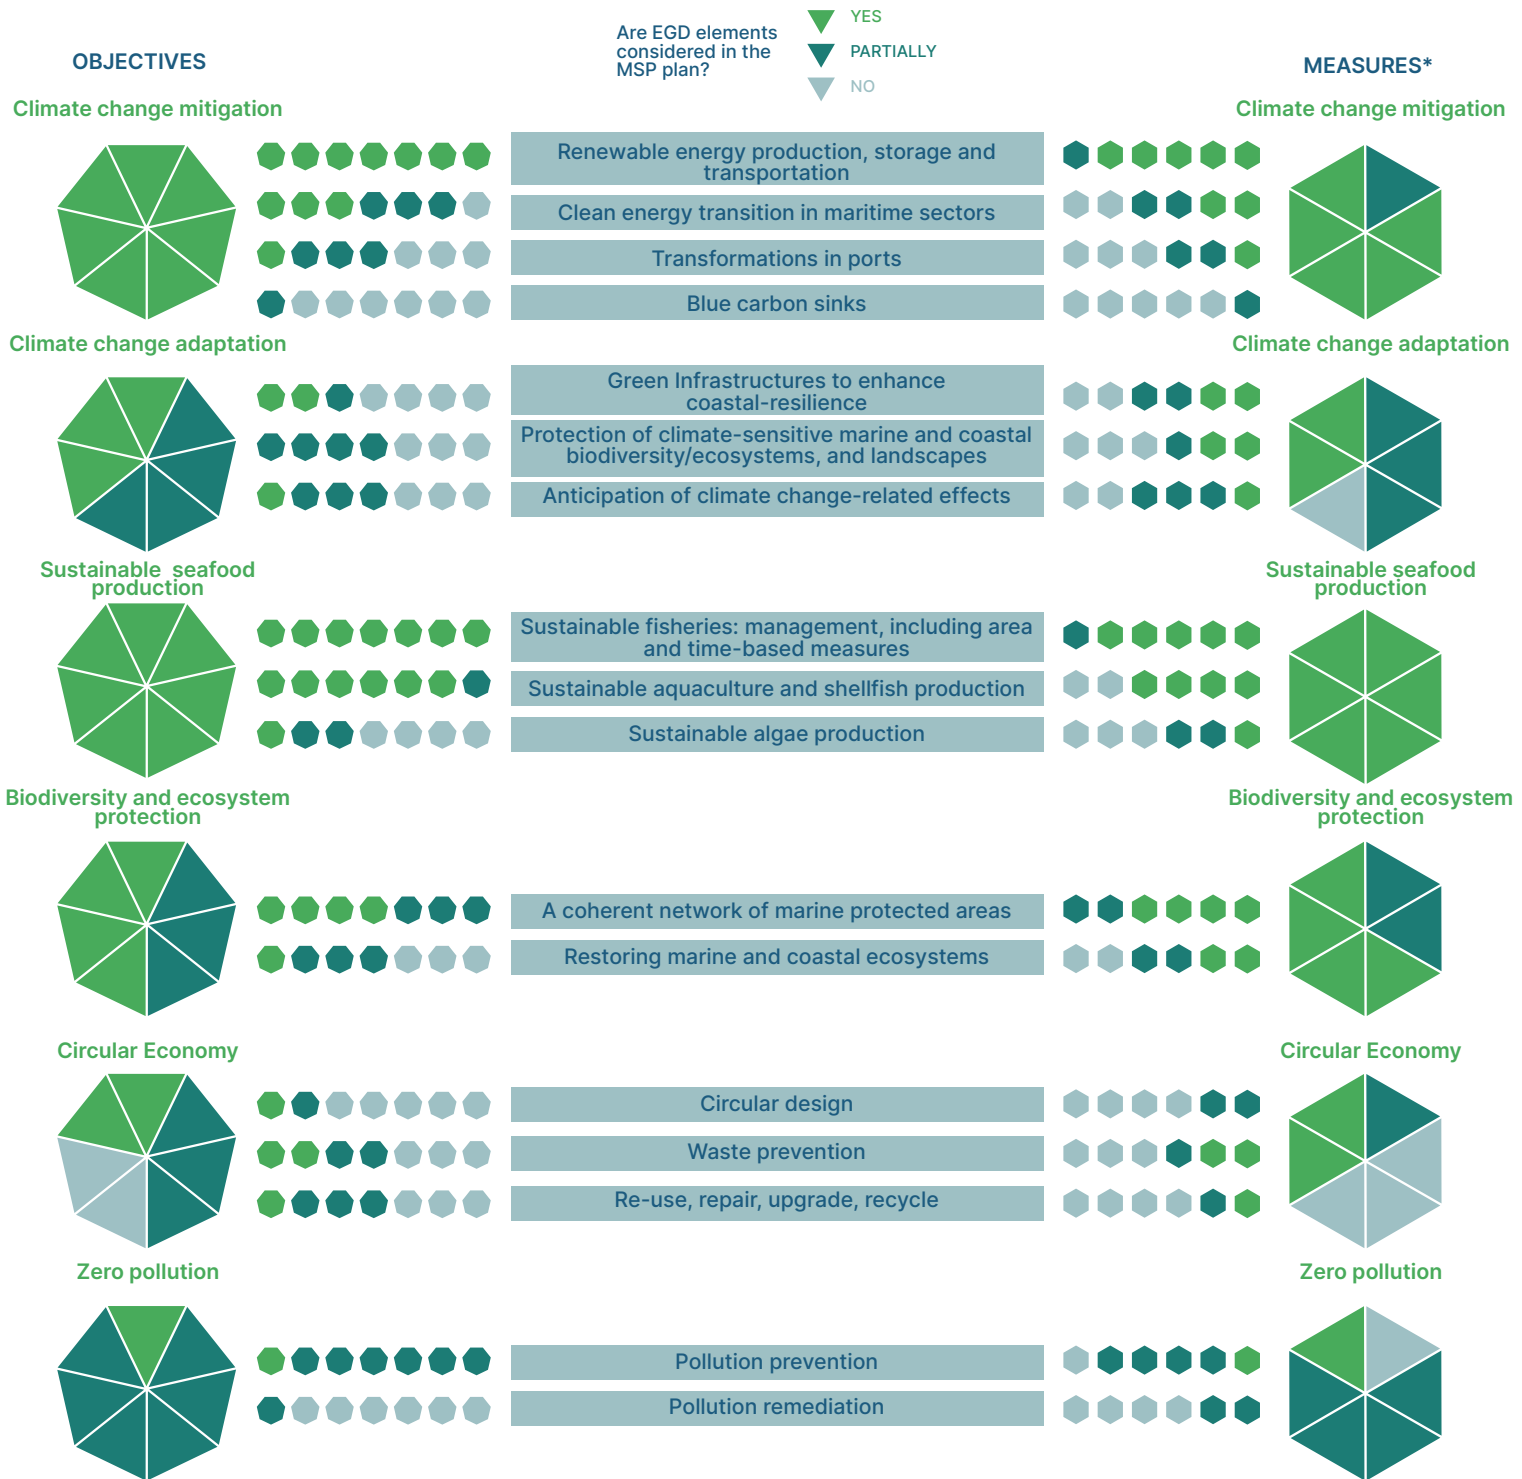 Are EGD elements
considered in the
MSP plan?
YES
PARTIALLY
NO
OBJECTIVES
MEASURES*
Climate change mitigation
Climate change mitigation
Renewable energy production, storage and
transportation
Clean energy transition in maritime sectors
Transformations in ports
Blue carbon sinks
Climate change adaptation
Climate change adaptation
Green Infrastructures to enhance
coastal-resilience
Protection of climate-sensitive marine and coastal
biodiversity/ecosystems, and landscapes
Anticipation of climate change-related effects
Sustainable seafood
production
Sustainable seafood
production
Sustainable fisheries: management, including area
and time-based measures
Sustainable aquaculture and shellfish production
Sustainable algae production
Biodiversity and ecosystem
protection
Biodiversity and ecosystem
protection
A coherent network of marine protected areas
Restoring marine and coastal ecosystems
Circular Economy
Circular Economy
Circular design
Waste prevention
Re-use, repair, upgrade, recycle
Zero pollution
Zero pollution
Pollution prevention
Pollution remediation